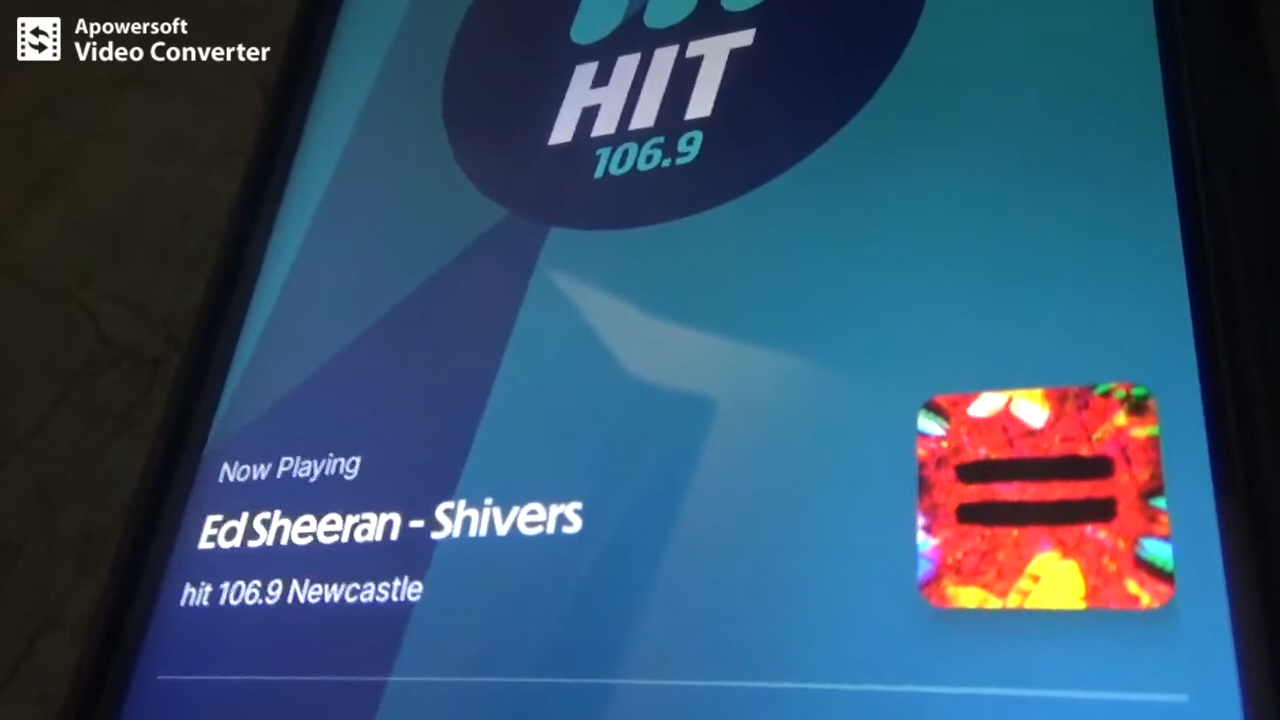 Apowersoft
Video Converter
HIT
106.9
Now Playing
Ed Sheeran - Shivers
hit 106.9 Newcastle